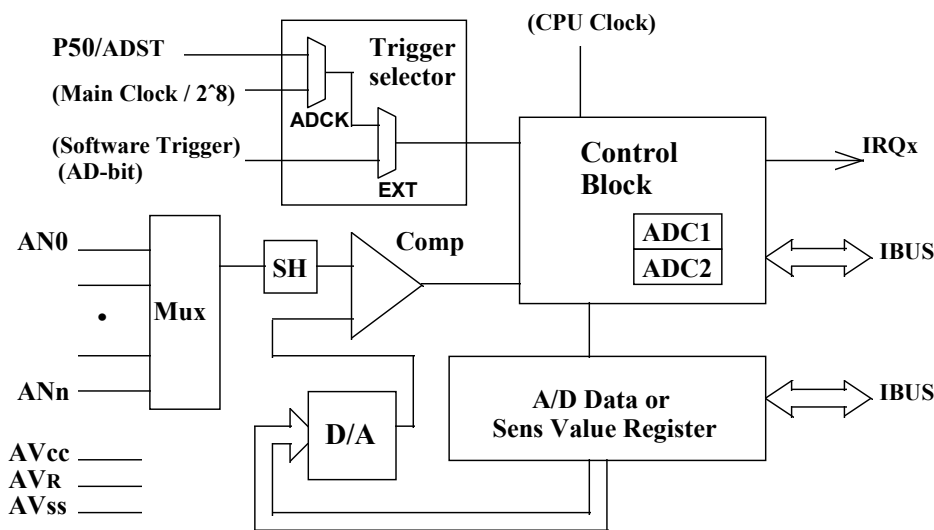 (CPU Clock)
P50/ADST
Trigger
selector
(Main Clock / 2^8)
ADCK
(Software Trigger)
(AD-bit)
EXT
Control
Block
IRQx
ADC1
ADC2
IBUS
AN0
Mux
SH
Comp
ANn
D/A
A/D Data or
Sens Value Register
IBUS
AVcc
AVR
AVss